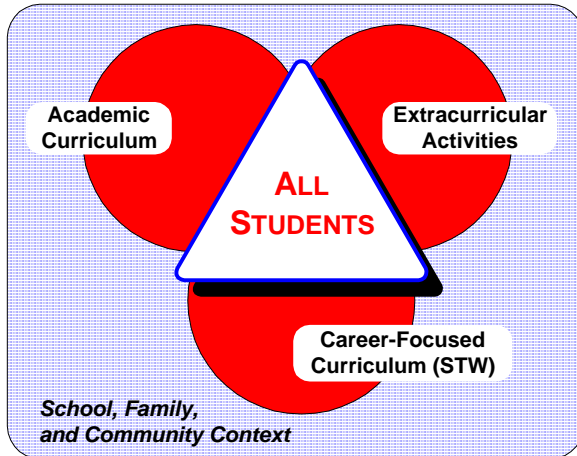 Academic
Curriculum
Extracurricular
Activities
ALL
STUDENTS
Career-Focused
Curriculum (STW)
School, Family,
and Community Context